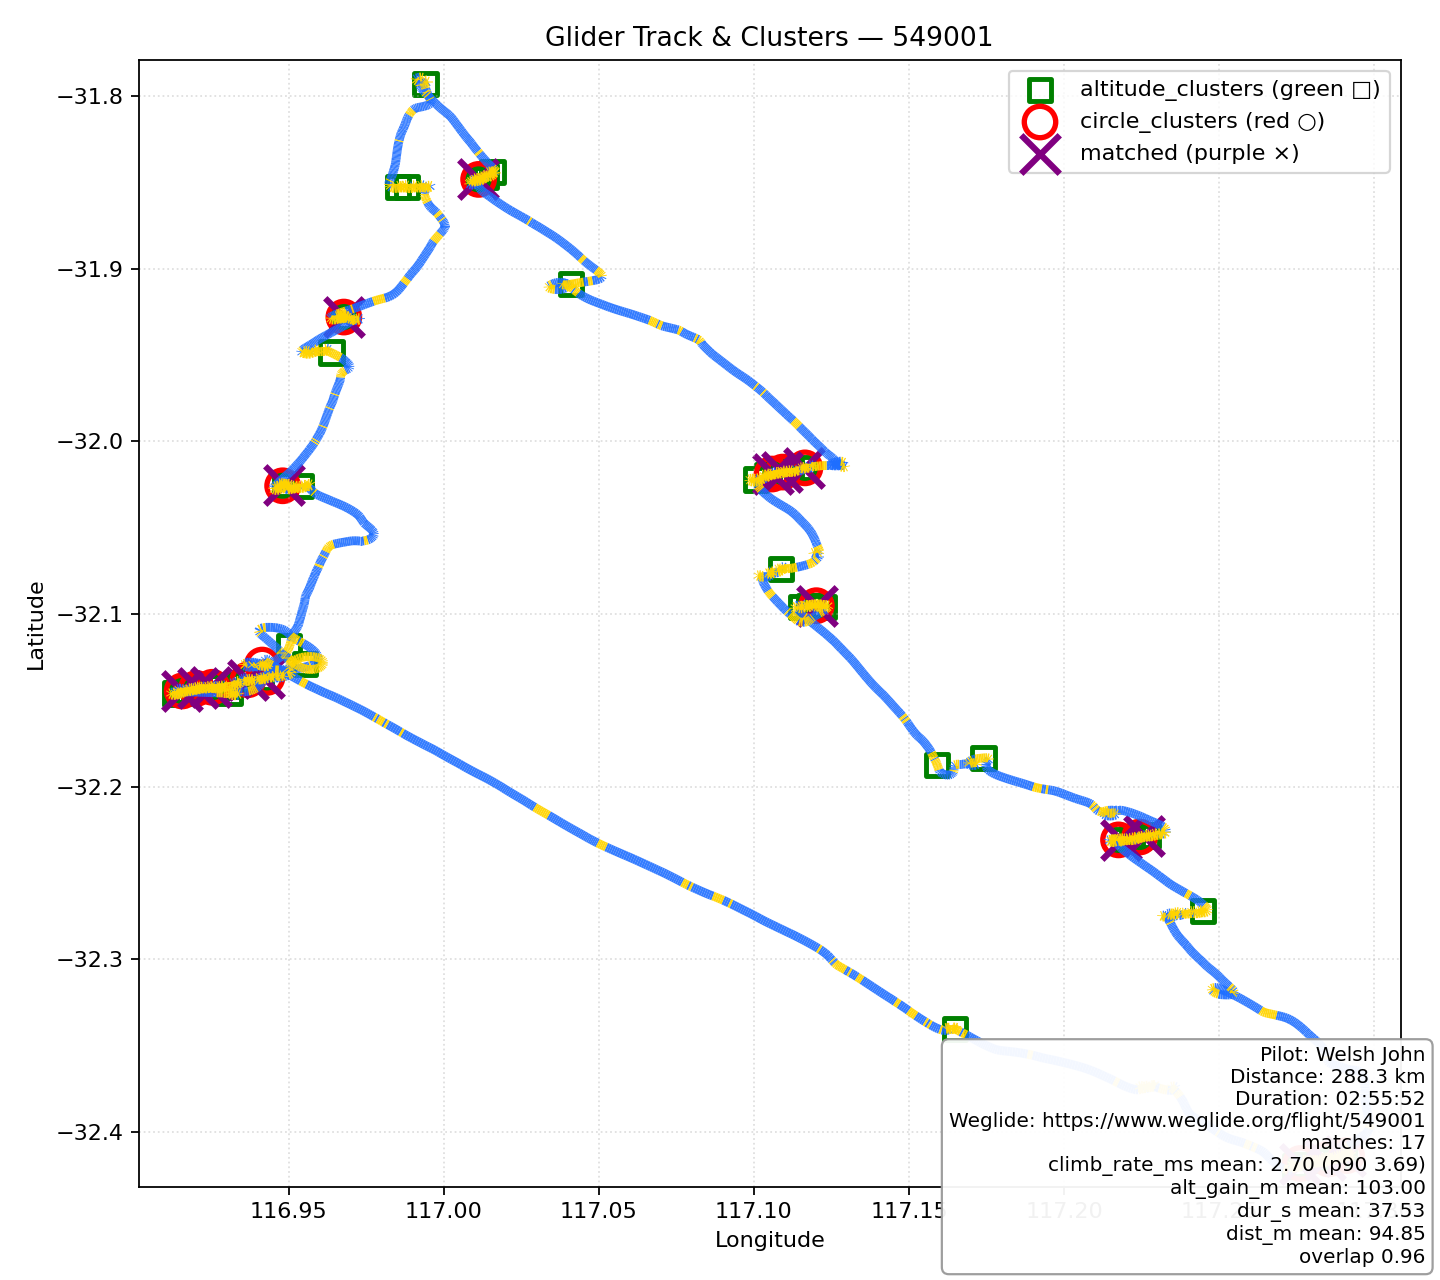 Glider Track & Clusters — 549001
altitude_clusters (green □)
circle_clusters (red ○)
matched (purple ×)
−31.8
−31.9
−32.0
−32.1
−32.2
−32.3
−32.4
Latitude
116.95
117.00
117.05
117.10
117.15
117.20
Longitude
Pilot: Welsh John
Distance: 288.3 km
Duration: 02:55:52
Weglide: https://www.weglide.org/flight/549001
matches: 17
climb_rate_ms mean: 2.70 (p90 3.69)
alt_gain_m mean: 103.00
dur_s mean: 37.53
dist_m mean: 94.85
overlap 0.96